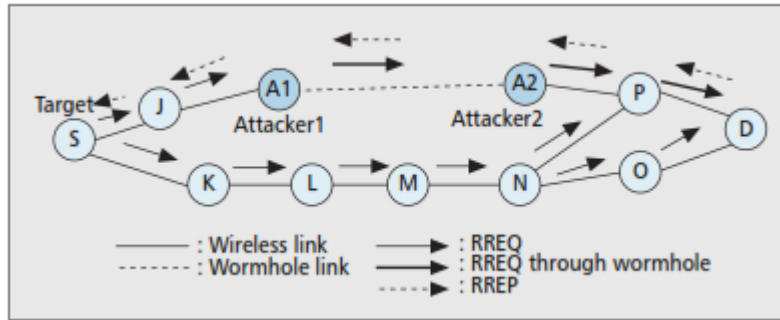 A1
A2
J
P
Target
Attacker1
Attacker2
D
S
K
L
M
N
O
: Wireless link
: RREQ
: Wormhole link
: RREQ through wormhole
: RREP